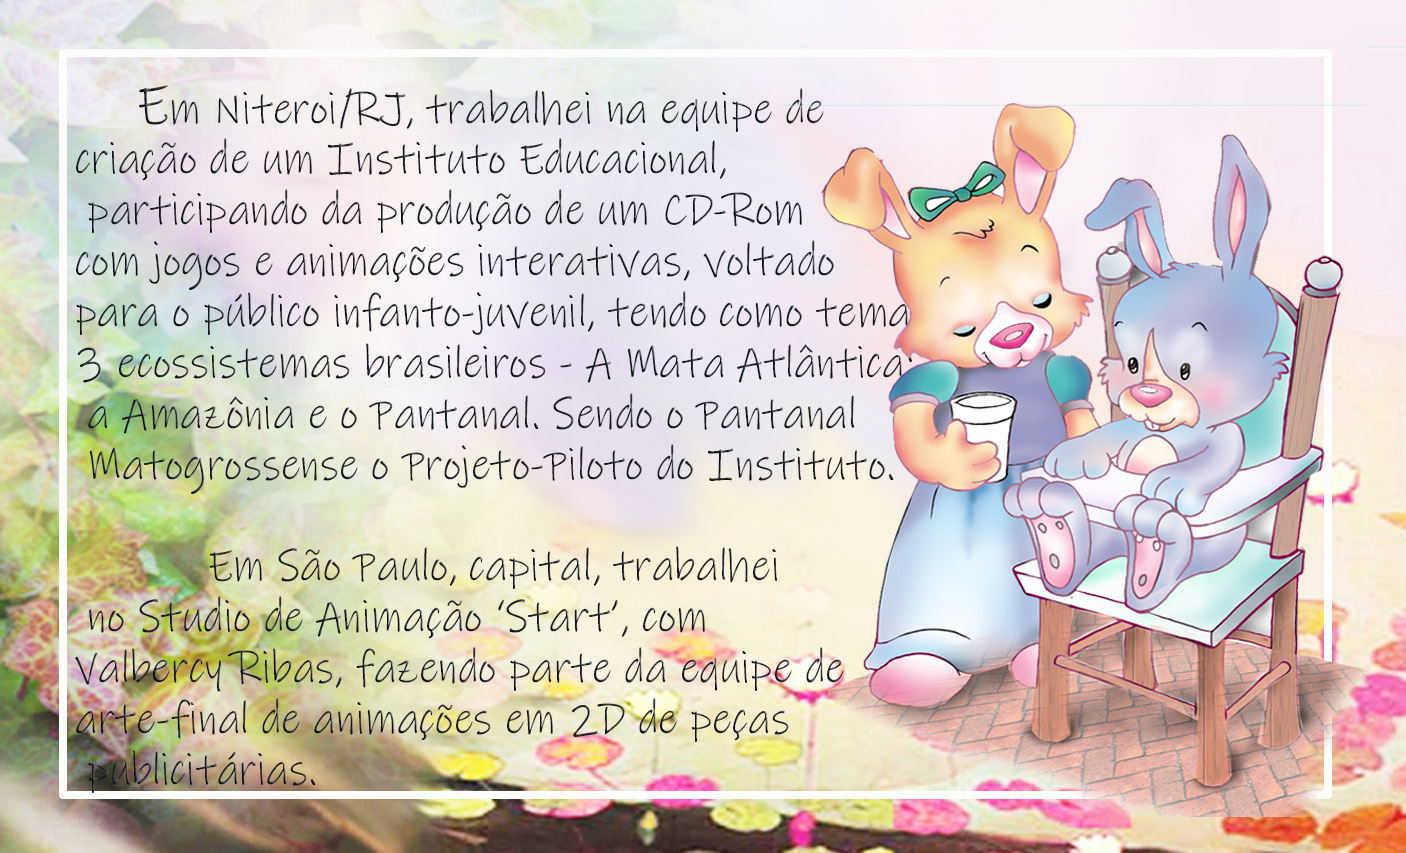 Em Niteroi/RJ, trabalhei na equipe de
criação de um Instituto Educacional,
participando da produção de um CD-Rom
com jogos e animações interativas, voltado
para o público infanto-juvenil, tendo como tema
3 ecossistemas brasileiros - A Mata Atlântica;
a Amazônia e o Pantanal. Sendo o Pantanal
Matogrossense o Projeto-Piloto do Instituto.
Em São Paulo, capital, trabalhei
no Studio de Animação ‘Start’, com
Valbercy Ribas, fazendo parte da equipe de
arte-final de animações em 2D de peças
publicitárias.